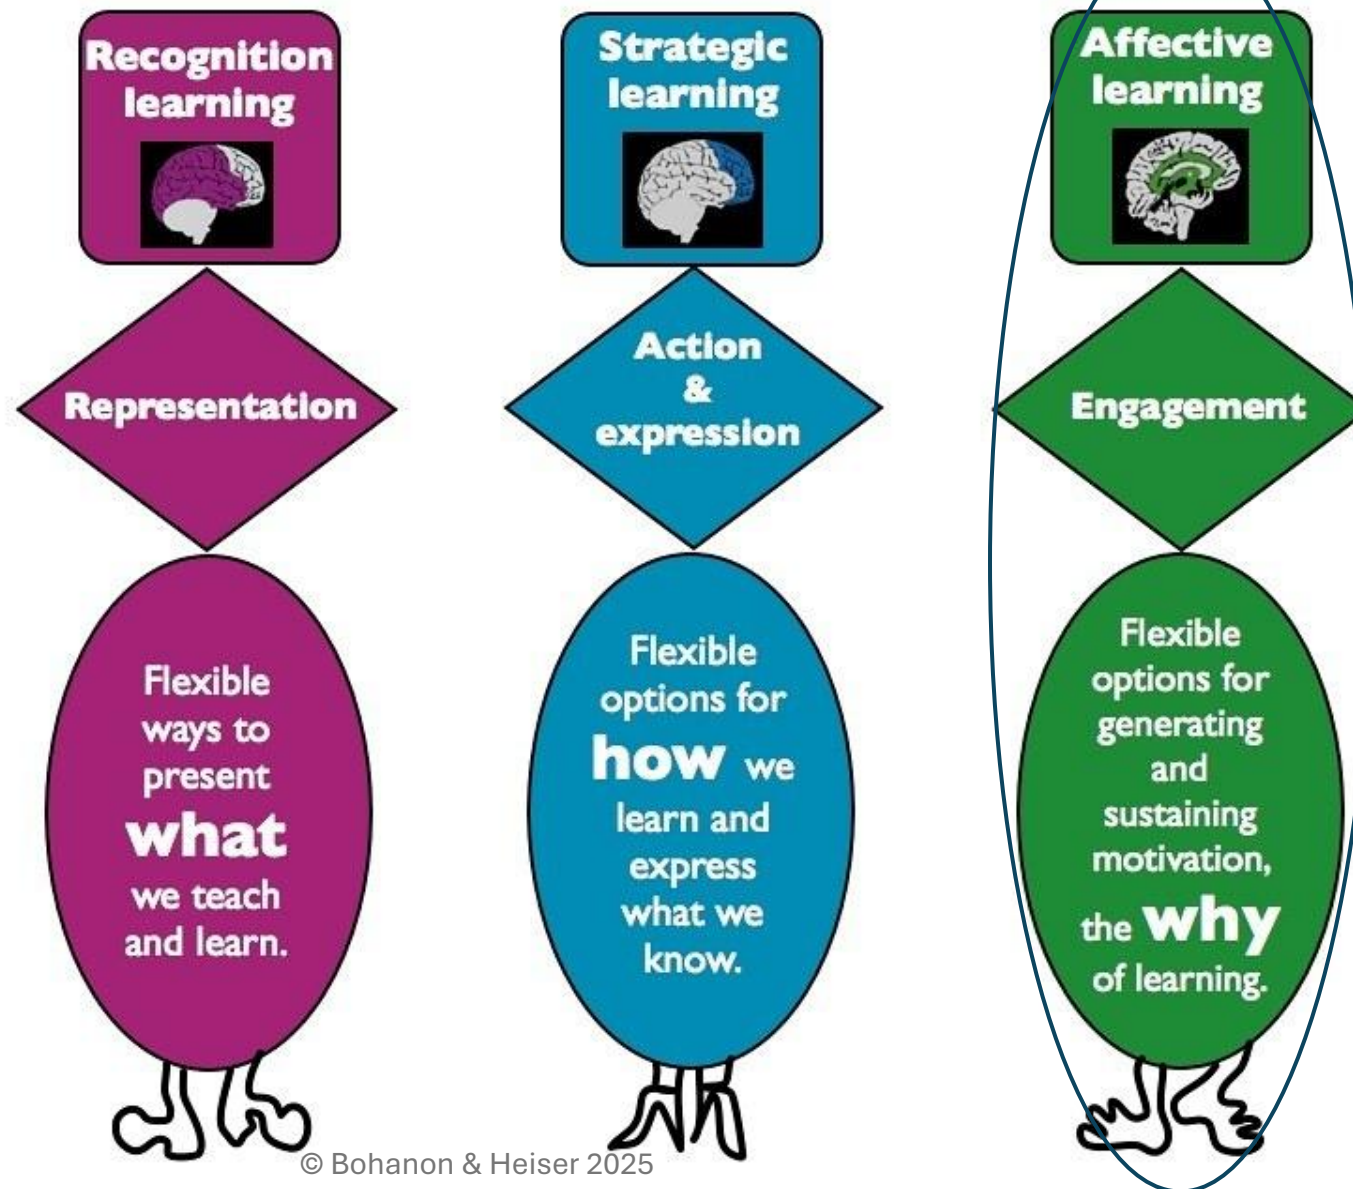 Recognition
learning
Representation
Flexible
ways to
present
what
we teach
and learn.
Strategic
learning
Action
&
expression
Flexible
options for
how we
learn and
express
what we
know.
Affective
learning
Engagement
Flexible
options for
generating
and
sustaining
motivation,
the why
of learning.
© Bohanon & Heiser 2025